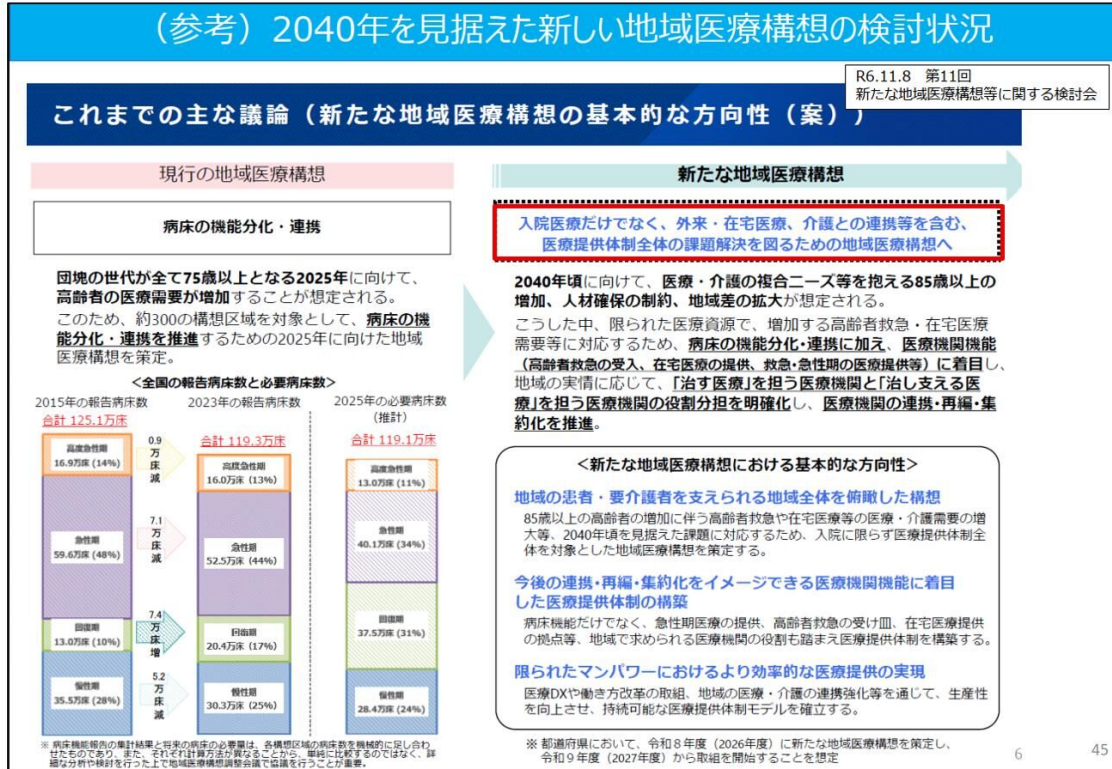 （参考）2040年を見据えた新しい地域医療構想の検討状況
R6.11.8　第11回
新たな地域医療構想等に関する検討会
これまでの主な議論（新たな地域医療構想の基本的な方向性（案））
現行の地域医療構想
病床の機能分化・連携
団塊の世代が全て75歳以上となる2025年に向けて、
高齢者の医療需要が増加することが想定される。
このため、約300の構想区域を対象として、病床の機
能分化・連携を推進するための2025年に向けた地域
医療構想を策定。
＜全国の報告病床数と必要病床数＞
2015年の報告病床数
合計 125.1万床
高度急性期
16.9万床 (14%)
急性期
59.6万床 (48%)
回復期
13.0万床 (10%)
慢性期
35.5万床 (28%)
0.9
万
床
減
7.1
万
床
減
7.4
万
床
増
5.2
万
床
減
2023年の報告病床数
合計 119.3万床
高度急性期
16.0万床 (13%)
急性期
52.5万床 (44%)
回復期
20.4万床 (17%)
慢性期
30.3万床 (25%)
2025年の必要病床数
（推計）
合計 119.1万床
高度急性期
13.0万床 (11%)
急性期
40.1万床 (34%)
回復期
37.5万床 (31%)
慢性期
28.4万床 (24%)
※ 病床機能報告の集計結果と将来の病床の必要量は、各構想区域の病床数を機械的に足し合わ
せたものであり、また、それぞれ計算方法が異なることから、単純に比較するのではなく、詳
細な分析や検討を行った上で地域医療構想調整会議で協議を行うことが重要。
新たな地域医療構想
入院医療だけでなく、外来・在宅医療、介護との連携等を含む、
医療提供体制全体の課題解決を図るための地域医療構想へ
2040年頃に向けて、医療・介護の複合ニーズ等を抱える85歳以上の
増加、人材確保の制約、地域差の拡大が想定される。
こうした中、限られた医療資源で、増加する高齢者救急・在宅医療
需要等に対応するため、病床の機能分化・連携に加え、医療機関機能
（高齢者救急の受入、在宅医療の提供、救急・急性期の医療提供等）に着目し、
地域の実情に応じて、「治す医療」を担う医療機関と「治し支える医
療」を担う医療機関の役割分担を明確化し、医療機関の連携・再編・集
約化を推進。
＜新たな地域医療構想における基本的な方向性＞
地域の患者・要介護者を支えられる地域全体を俯瞰した構想
85歳以上の高齢者の増加に伴う高齢者救急や在宅医療等の医療・介護需要の増
大等、2040年頃を見据えた課題に対応するため、入院に限らず医療提供体制全
体を対象とした地域医療構想を策定する。
今後の連携・再編・集約化をイメージできる医療機関機能に着目
した医療提供体制の構築
病床機能だけでなく、急性期医療の提供、高齢者救急の受け皿、在宅医療提供
の拠点等、地域で求められる医療機関の役割も踏まえ医療提供体制を構築する。
限られたマンパワーにおけるより効率的な医療提供の実現
医療DXや働き方改革の取組、地域の医療・介護の連携強化等を通じて、生産性
を向上させ、持続可能な医療提供体制モデルを確立する。
※ 都道府県において、令和８年度（2026年度）に新たな地域医療構想を策定し、
令和９年度（2027年度）から取組を開始することを想定
6
45